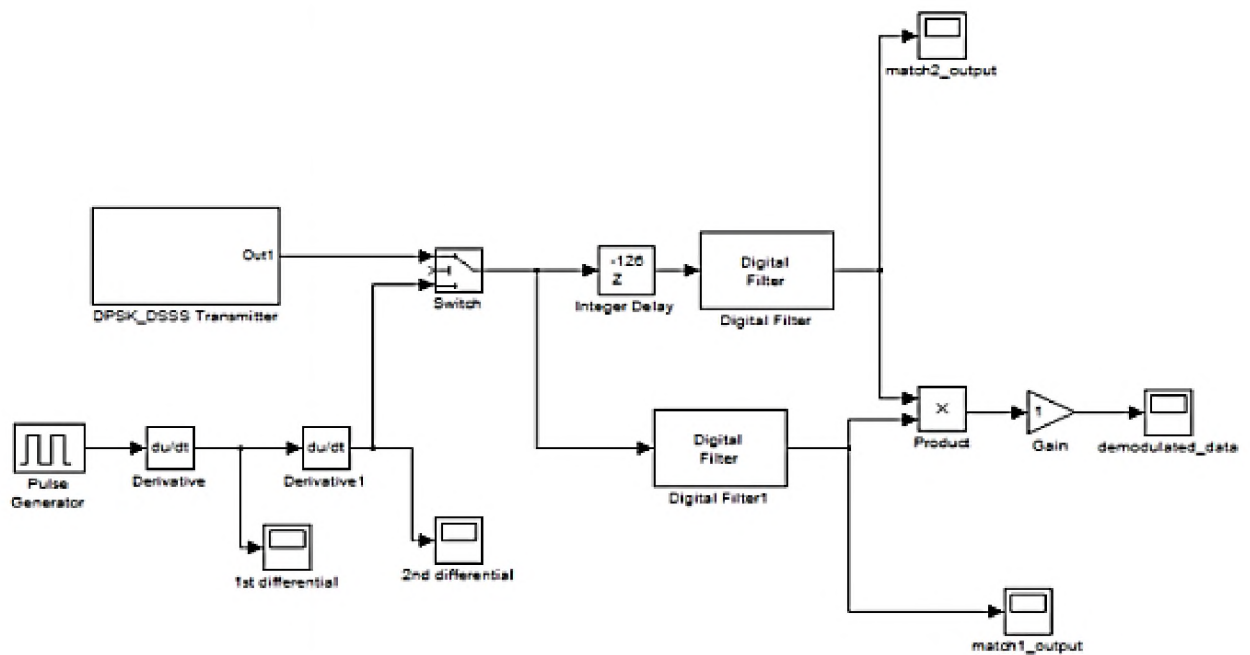 match2_output
Out1
DPSK_DSSS Transmitter
Switch
-126
Z
Integer Delay
Digital
Filter
Digital Filter
Pulse
Generator
du/dt
Derivative
du/dt
Derivative1
1st differential
2nd differential
Digital
Filter
Digital Filter1
×
Product
1
Gain
demodulated_data
match1_output